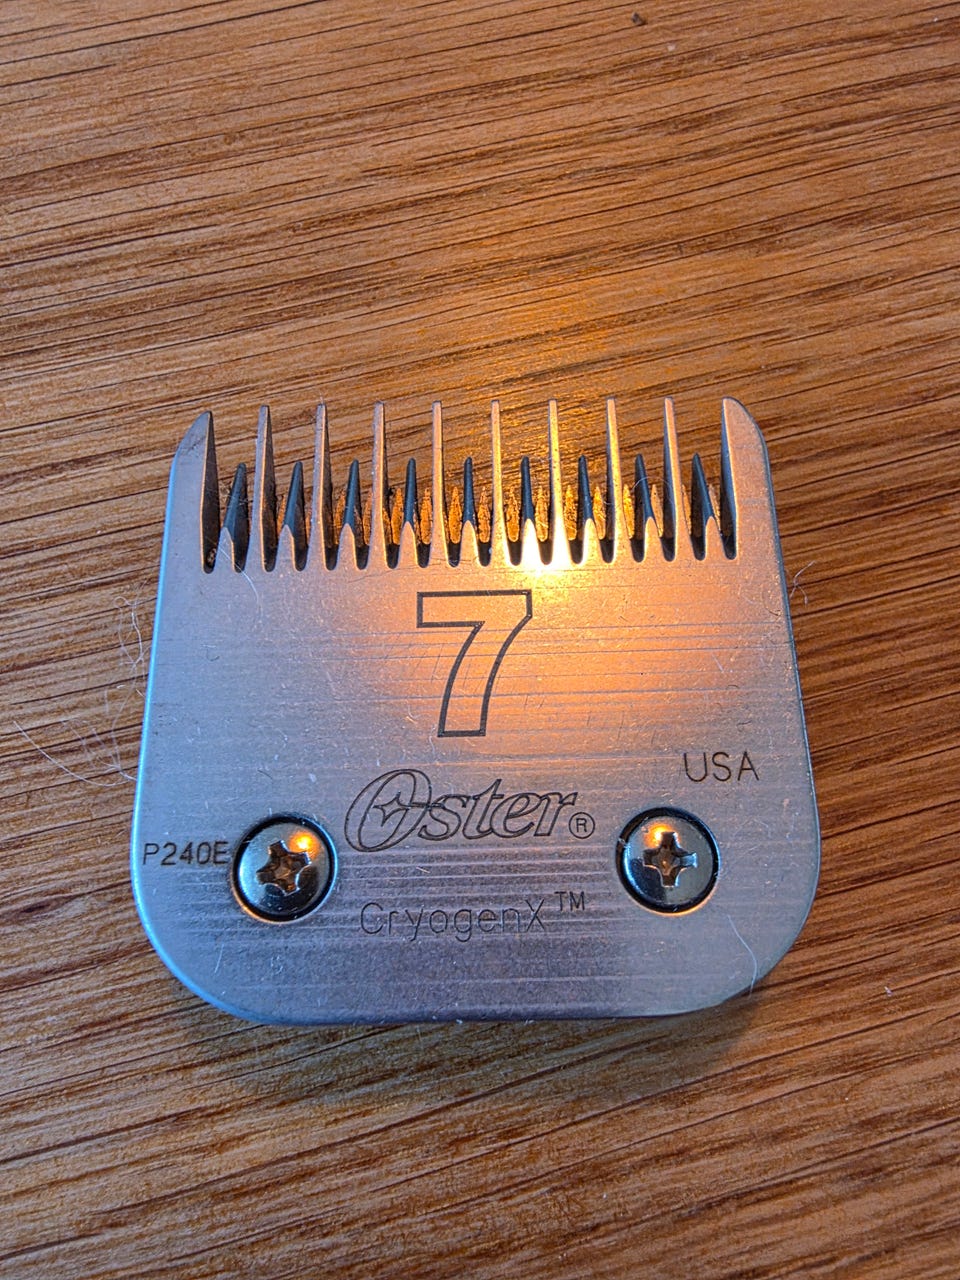 7
USA
Oster®
P240E
CryogenX™